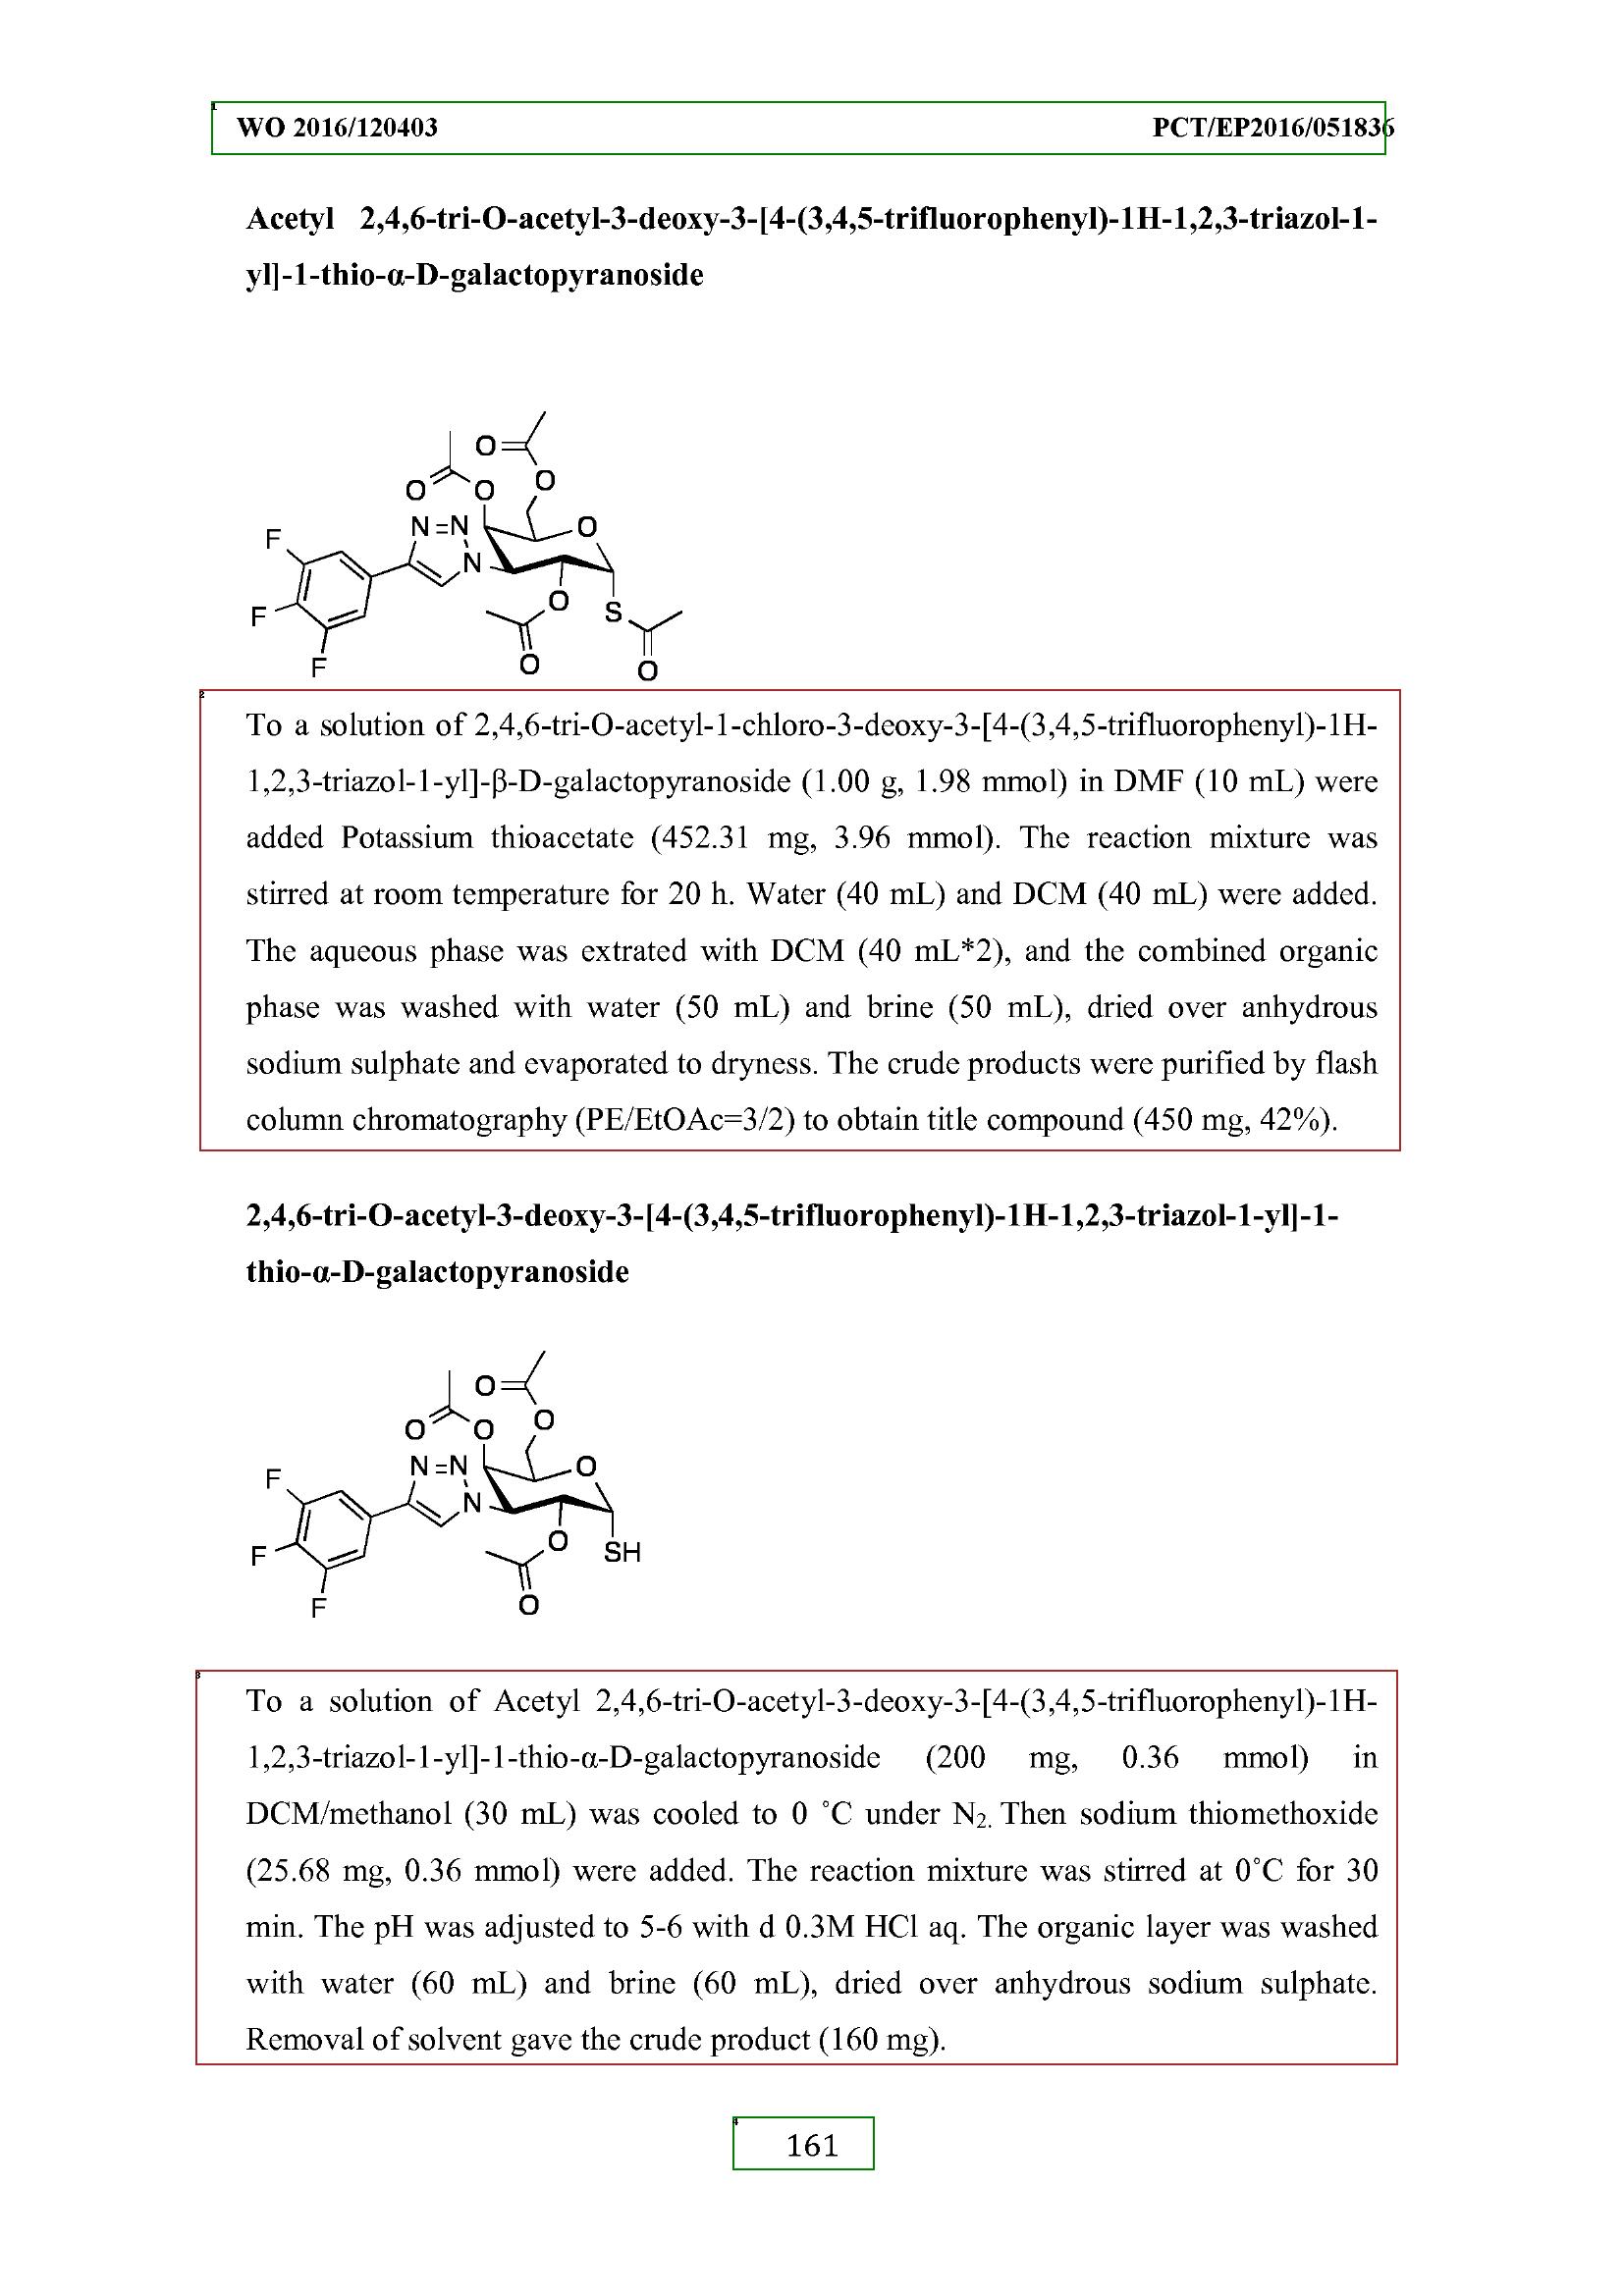 WO 2016/120403 PCT/EP2016/051836
Acetyl 2,4,6-tri-O-acetyl-3-deoxy-3-[4-(3,4,5-trifluorophenyl)-1H-1,2,3-triazol-1-
yl]-1-thio-α-D-galactopyranoside
O
O
O
O
N=N
O
F
N
F
O
S
F
O
O
To a solution of 2,4,6-tri-O-acetyl-1-chloro-3-deoxy-3-[4-(3,4,5-trifluorophenyl)-1H-
1,2,3-triazol-1-yl]-β-D-galactopyranoside (1.00 g, 1.98 mmol) in DMF (10 mL) were
added Potassium thioacetate (452.31 mg, 3.96 mmol). The reaction mixture was
stirred at room temperature for 20 h. Water (40 mL) and DCM (40 mL) were added.
The aqueous phase was extrated with DCM (40 mL*2), and the combined organic
phase was washed with water (50 mL) and brine (50 mL), dried over anhydrous
sodium sulphate and evaporated to dryness. The crude products were purified by flash
column chromatography (PE/EtOAc=3/2) to obtain title compound (450 mg, 42%).
2,4,6-tri-O-acetyl-3-deoxy-3-[4-(3,4,5-trifluorophenyl)-1H-1,2,3-triazol-1-yl]-1-
thio-α-D-galactopyranoside
O
O
O
O
N=N
O
F
N
F
O
SH
F
O
To a solution of Acetyl 2,4,6-tri-O-acetyl-3-deoxy-3-[4-(3,4,5-trifluorophenyl)-1H-
1,2,3-triazol-1-yl]-1-thio-α-D-galactopyranoside (200 mg, 0.36 mmol) in
DCM/methanol (30 mL) was cooled to 0 ˚C under N₂. Then sodium thiomethoxide
(25.68 mg, 0.36 mmol) were added. The reaction mixture was stirred at 0˚C for 30
min. The pH was adjusted to 5-6 with d 0.3M HCl aq. The organic layer was washed
with water (60 mL) and brine (60 mL), dried over anhydrous sodium sulphate.
Removal of solvent gave the crude product (160 mg).
161